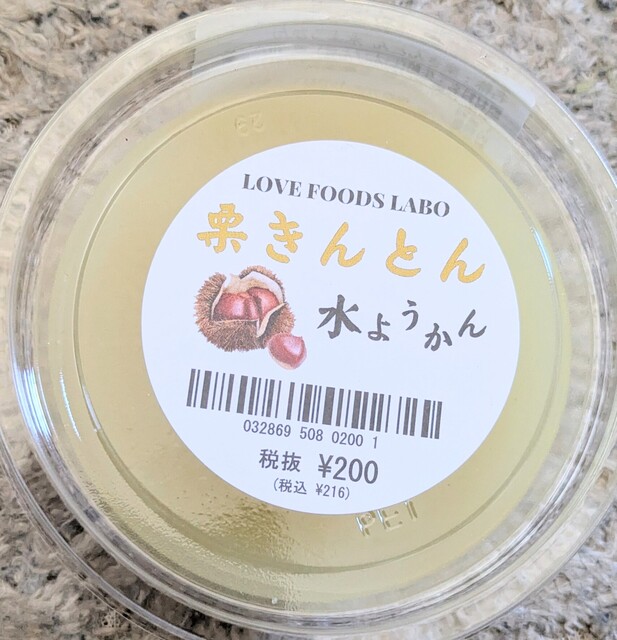 LOVE FOODS LABO
栗きんとん
水ようかん
032869 508 0200 1
税抜 ¥200
(税込 ¥216)
PET